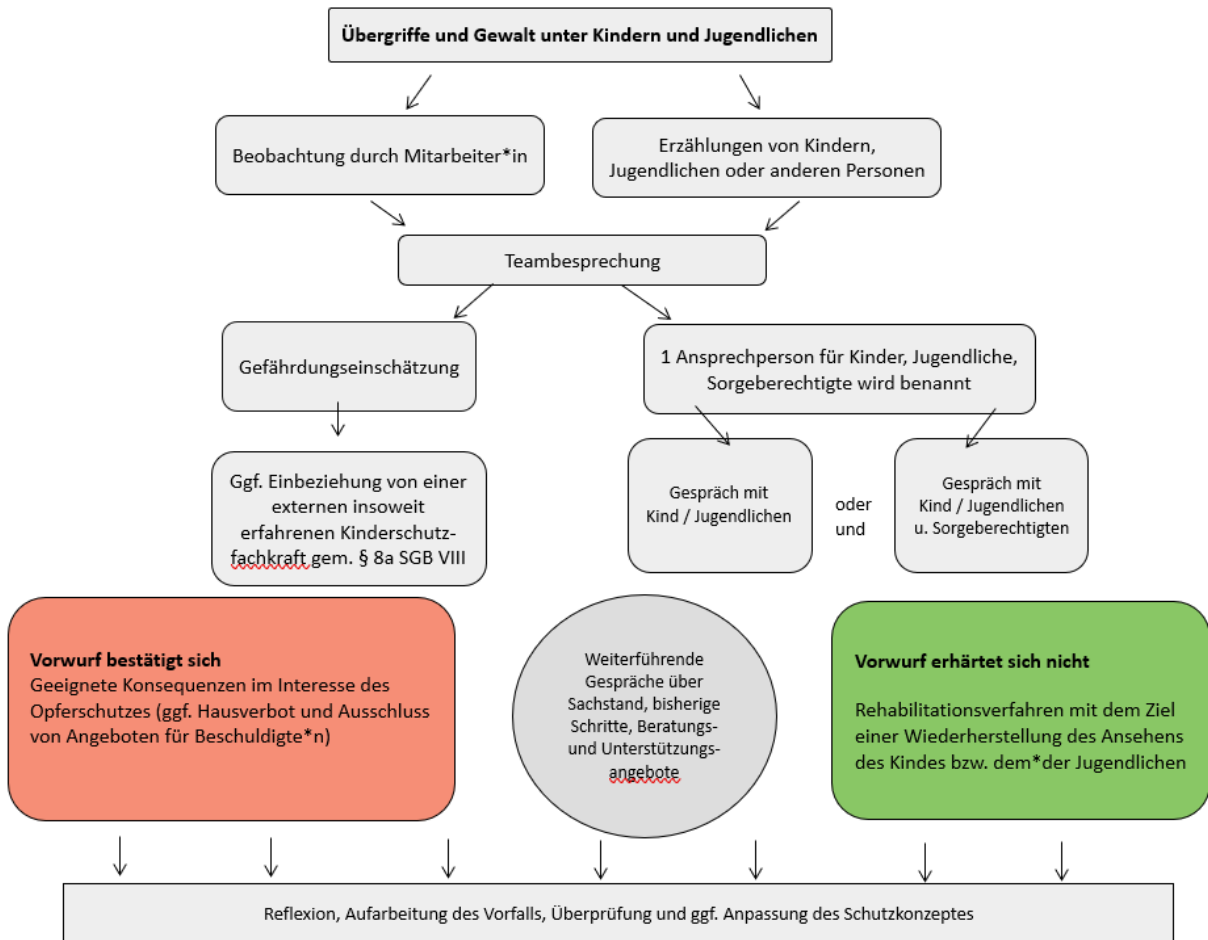 Übergriffe und Gewalt unter Kindern und Jugendlichen
Beobachtung durch Mitarbeiter*in
Erzählungen von Kindern,
Jugendlichen oder anderen Personen
Teambesprechung
Gefährdungseinschätzung
1 Ansprechperson für Kinder, Jugendliche,
Sorgeberechtigte wird benannt
Ggf. Einbeziehung von einer
externen insoweit
erfahrenen Kinderschutz-
fachkraft gem. § 8a SGB VIII
Gespräch mit
Kind / Jugendlichen
oder
und
Gespräch mit
Kind / Jugendlichen
u. Sorgeberechtigten
Vorwurf bestätigt sich
Geeignete Konsequenzen im Interesse des
Opferschutzes (ggf. Hausverbot und Ausschluss
von Angeboten für Beschuldigte*n)
Weiterführende
Gespräche über
Sachstand, bisherige
Schritte, Beratungs-
und Unterstützungs-
angebote
Vorwurf erhärtet sich nicht
Rehabilitationsverfahren mit dem Ziel
einer Wiederherstellung des Ansehens
des Kindes bzw. dem*der Jugendlichen
Reflexion, Aufarbeitung des Vorfalls, Überprüfung und ggf. Anpassung des Schutzkonzeptes